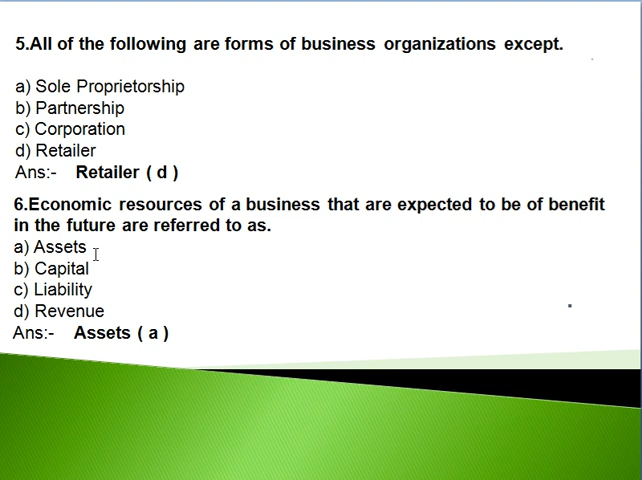 5.All of the following are forms of business organizations except.
a) Sole Proprietorship
b) Partnership
c) Corporation
d) Retailer
Ans:- Retailer ( d )
6.Economic resources of a business that are expected to be of benefit
in the future are referred to as.
a) Assets
b) Capital
c) Liability
d) Revenue
Ans:- Assets ( a )